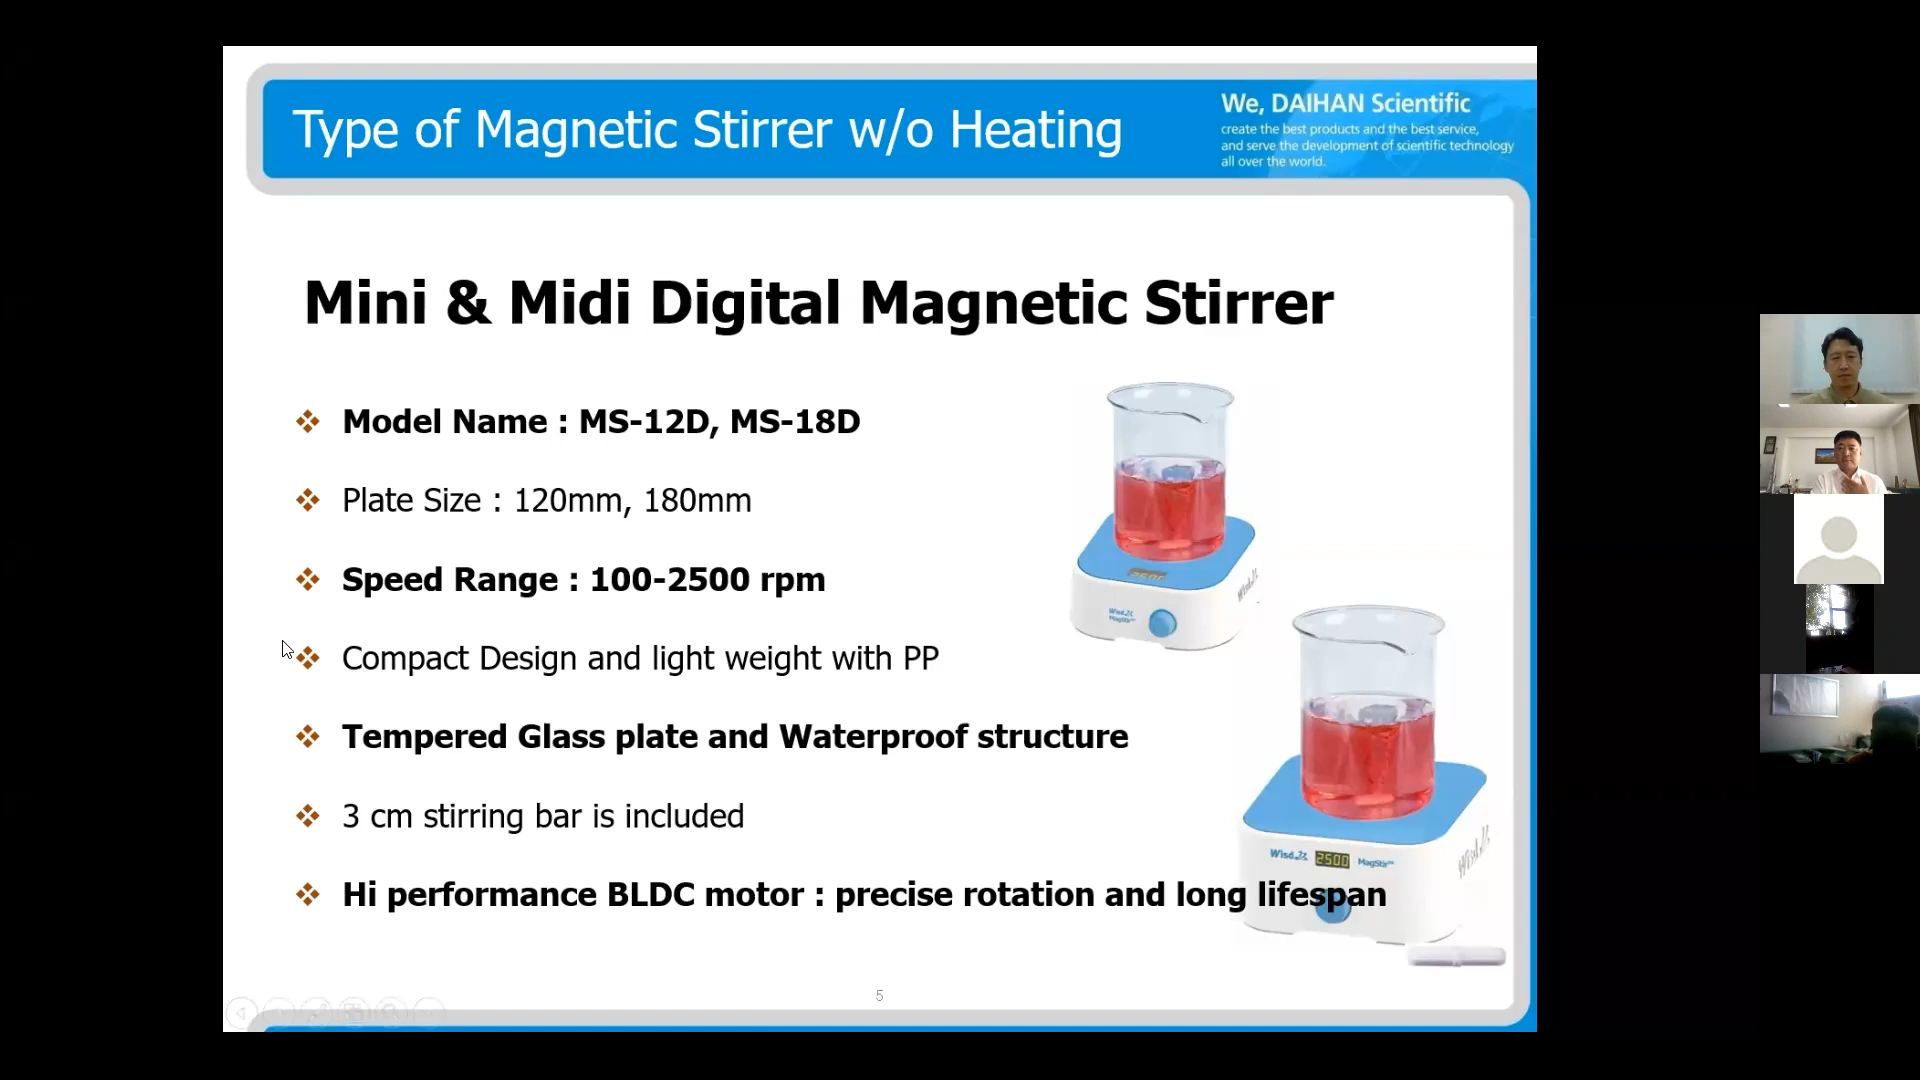 Type of Magnetic Stirrer w/o Heating
We, DAIHAN Scientific
create the best products and the best service,
and serve the development of scientific technology
all over the world.
Mini & Midi Digital Magnetic Stirrer
Model Name : MS-12D, MS-18D
Plate Size : 120mm, 180mm
Speed Range : 100-2500 rpm
Compact Design and light weight with PP
Tempered Glass plate and Waterproof structure
3 cm stirring bar is included
Hi performance BLDC motor : precise rotation and long lifespan
2500
MagStir
5